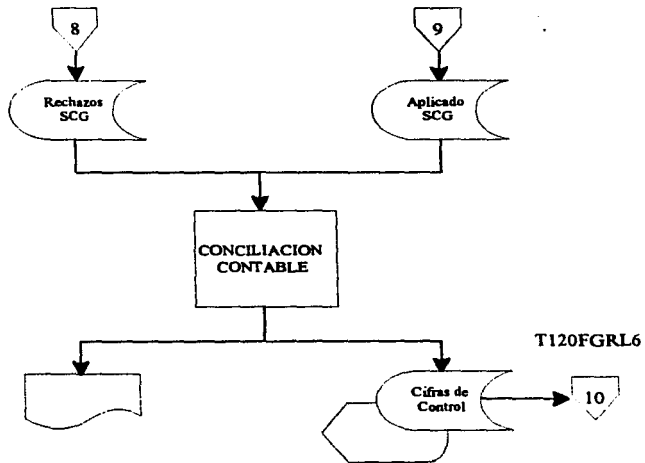 8
9
Rechazos
SCG
Aplicado
SCG
CONCILIACION
CONTABLE
T120FGRL6
Cifras de
Control
10